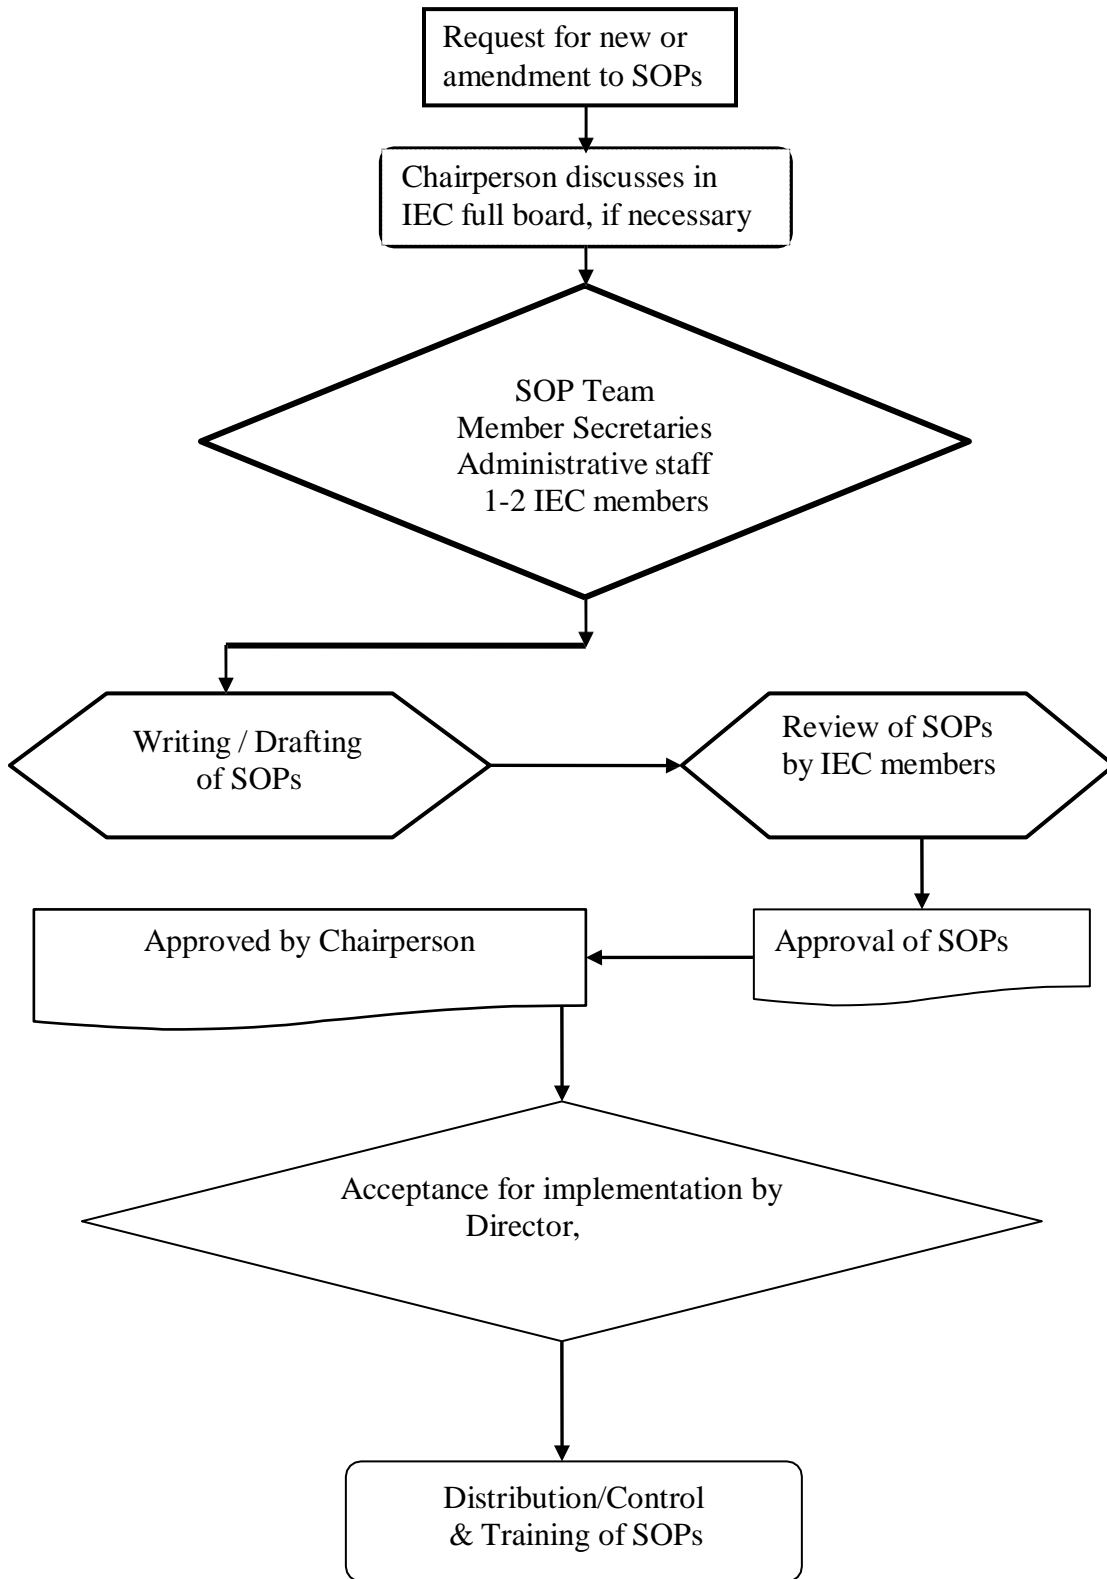 Request for new or
amendment to SOPs
Chairperson discusses in
IEC full board, if necessary
SOP Team
Member Secretaries
Administrative staff
1-2 IEC members
Writing / Drafting
of SOPs
Review of SOPs
by IEC members
Approved by Chairperson
Approval of SOPs
Acceptance for implementation by
Director,
Distribution/Control
& Training of SOPs